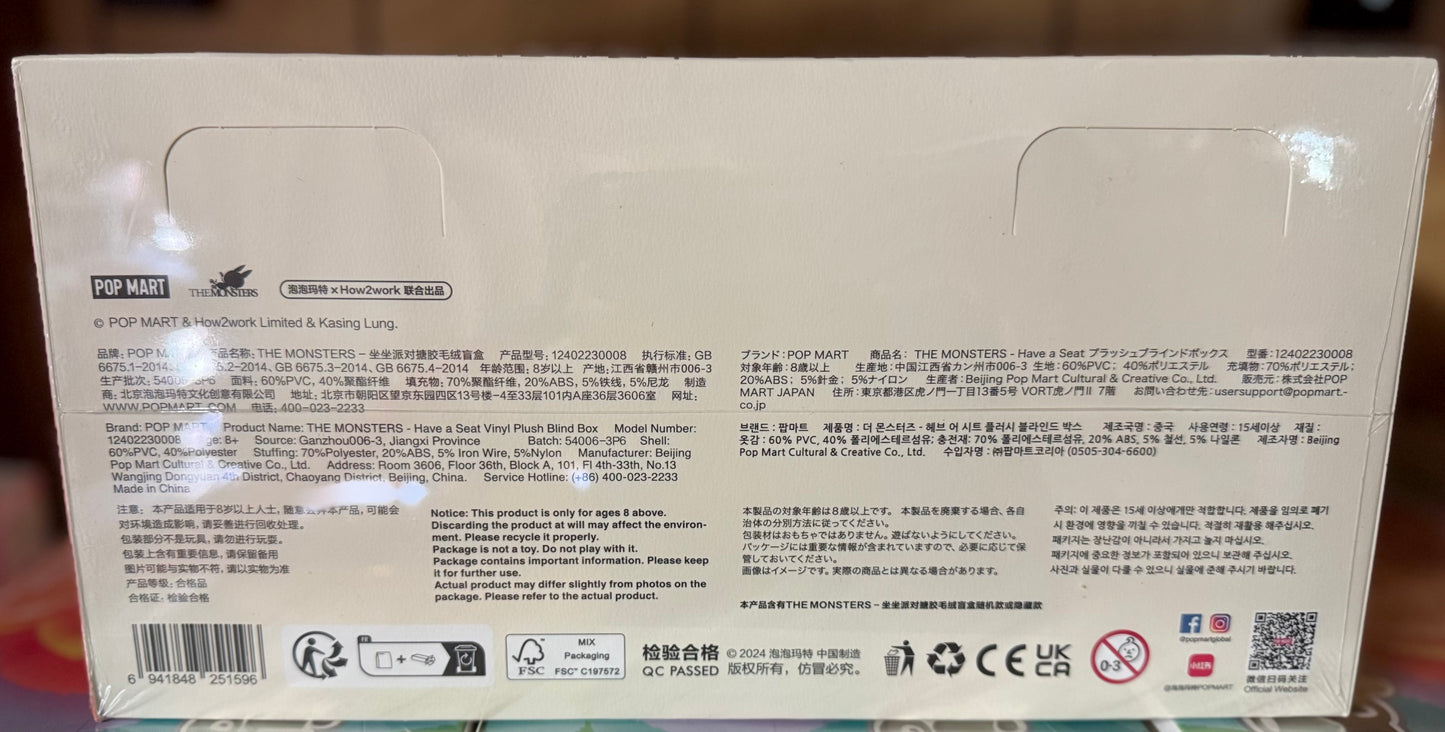 POP MART
THE MONSTERS
泡泡玛特×How2work 联合出品
© POP MART & How2work Limited & Kasing Lung.
品牌: POP 产品名称: THE MONSTERS – 坐坐派对搪胶毛绒盲盒 产品型号: 12402230008 执行标准: GB
6675.1-2014、 5.2-2014、GB 6675.3-2014、GB 6675.4-2014 年龄范围: 8岁以上 产地:江西省赣州市006-3
生产批次: 54006-3P6 面料: 60%PVC, 40%聚酯纤维 填充物: 70%聚酯纤维, 20%ABS, 5%铁线, 5%尼龙 制造
商: 北京泡泡玛特文化创意有限公司 地址: 北京市朝阳区望京东园四区13号楼-4至33层101内A座36层3606室 网址:
WWW.POPMART.COM 电话: 400-023-2233
Brand: POP MART Product Name: THE MONSTERS - Have a Seat Vinyl Plush Blind Box Model Number:
12402230008 Age: 8+ Source: Ganzhou006-3, Jiangxi Province Batch: 54006-3P6 Shell:
60%PVC, 40%Polyester Stuffing: 70%Polyester, 20%ABS, 5% Iron Wire, 5%Nylon Manufacturer: Beijing
Pop Mart Cultural & Creative Co., Ltd. Address: Room 3606, Floor 36th, Block A, 101, Fl 4th-33th, No.13
Wangjing Dongyuan 4th District, Chaoyang District, Beijing, China. Service Hotline: (+86) 400-023-2233
Made in China
ブランド:POP MART 商品名: THE MONSTERS - Have a Seat プラッシュブラインドボックス 型番:12402230008
対象年齢:8歳以上 生産地:中国江西省カン州市006-3 生地:60%PVC; 40%ポリエステル 充填物:70%ポリエステル;
20%ABS; 5%針金; 5%ナイロン 生産者:Beijing Pop Mart Cultural & Creative Co., Ltd. 販売元:株式会社POP
MART JAPAN 住所:東京都港区虎ノ門一丁目13番5号 VORT虎ノ門II 7階 お問い合わせ先:usersupport@popmart.-
co.jp
브랜드 : 팝마트 제품명: 더 몬스터즈 - 헤브 어 시트 플러시 블라인드 박스 제조국명 : 중국 사용연령 : 15세이상 재질 :
옷감 : 60% PVC, 40% 폴리에스테르섬유; 충전재: 70% 폴리에스테르섬유, 20% ABS, 5% 철선, 5% 나일론 제조자명 : Beijing
Pop Mart Cultural & Creative Co., Ltd. 수입자명 : ㈜팝마트코리아 (0505-304-6600)
注意: 本产品适用于8岁以上人士, 随意丢弃本产品, 可能会
对环境造成影响, 请妥善进行回收处理。
包装部分不是玩具, 请勿进行玩耍。
包装上含有重要信息, 请保留备用
图片可能与实物不符, 请以实物为准
产品等级: 合格品
合格证: 检验合格
Notice: This product is only for ages 8 above.
Discarding the product at will may affect the environ-
ment. Please recycle it properly.
Package is not a toy. Do not play with it.
Package contains important information. Please keep
it for further use.
Actual product may differ slightly from photos on the
package. Please refer to the actual product.
本製品の対象年齢は8歳以上です。 本製品を廃棄する場合、各自
治体の分別方法に従ってください。
包装材はおもちゃではありません。遊ばないようにしてください。
パッケージには重要な情報が含まれていますので、必要に応じて保
管しておいてください。
画像はイメージです。実際の商品とは異なる場合があります。
주의: 이 제품은 15세 이상에게만 적합합니다. 제품을 임의로 폐기
시 환경에 영향을 끼칠 수 있습니다. 적절히 재활용 해주십시오.
패키지는 장난감이 아니라서 가지고 놀지 마십시오.
패키지에 중요한 정보가 포함되어 있으니 보관해 주십시오.
사진과 실물이 다를 수 있으니 실물에 준해 주시기 바랍니다.
本产品含有THE MONSTERS – 坐坐派对搪胶毛绒盲盒随机款或隐藏款
6 941848 251596
FR
FSC
MIX
Packaging
FSC™ C197572
检验合格
QC PASSED
© 2024 泡泡玛特 中国制造
版权所有, 仿冒必究。
CE
UK
CA
0-3
@popmartglobal
小红书
@泡泡玛特POPMART
微信扫码关注
Official Website